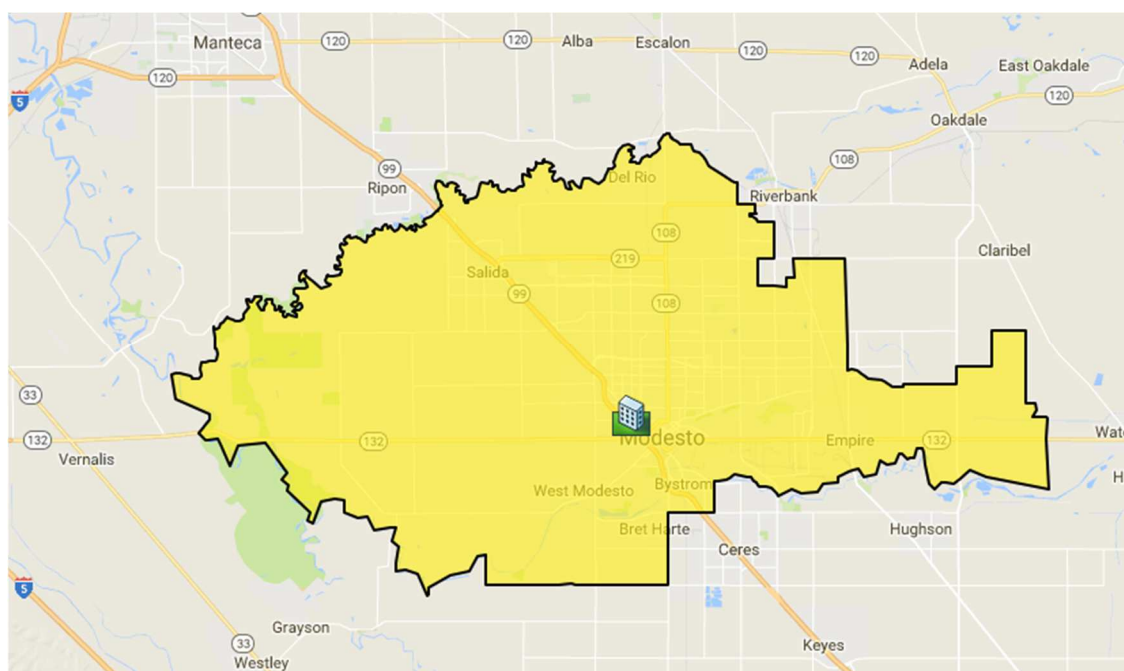 Manteca
120
120
Alba
Escalon
120
Adela
East Oakdale
120
120
5
Oakdale
99
108
Ripon
Del Rio
Riverbank
108
Claribel
219
Salida
99
108
33
132
132
Modesto
Empire
132
Vernalis
West Modesto
Bystrom
Bret Harte
Hughson
Ceres
5
Grayson
33
Keyes
Westley